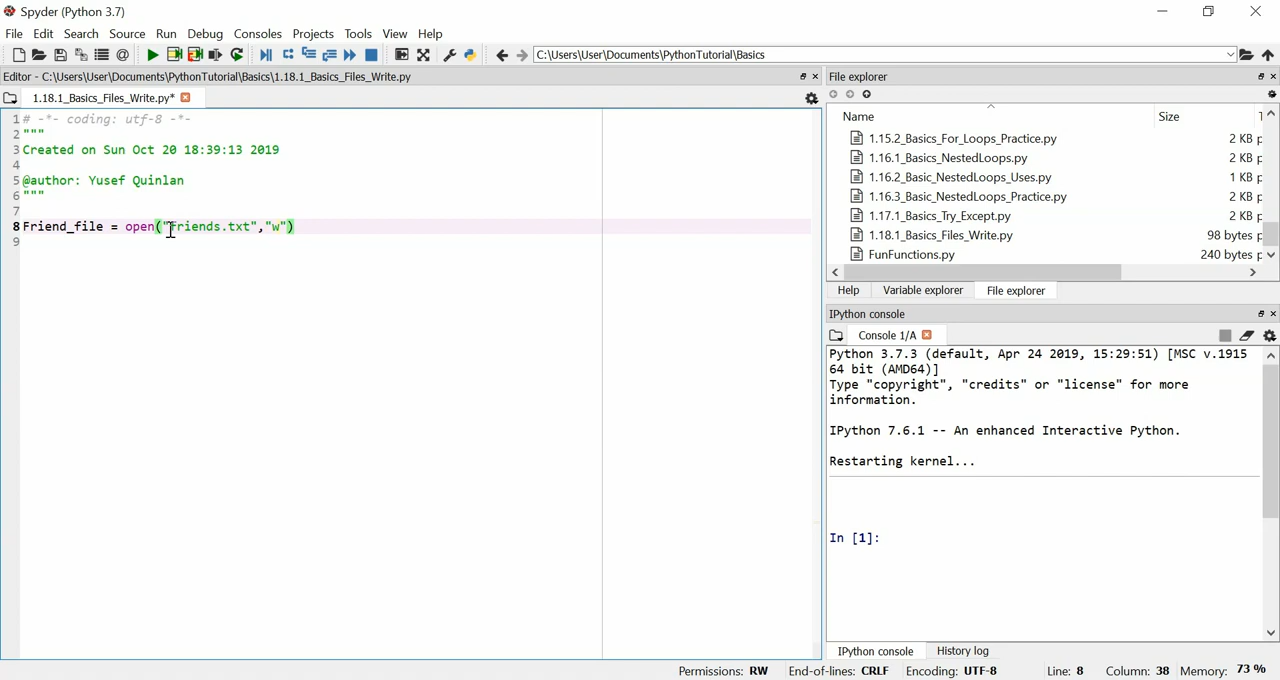 Spyder (Python 3.7)
File Edit Search Source Run Debug Consoles Projects Tools View Help
C:\Users\User\Documents\PythonTutorial\Basics
Editor - C:\Users\User\Documents\PythonTutorial\Basics\1.18.1_Basics_Files_Write.py
1.18.1_Basics_Files_Write.py*
1 # -*- coding: utf-8 -*-
2 """
3 Created on Sun Oct 20 18:39:13 2019
4
5 @author: Yusef Quinlan
6 """
7
8 Friend_file = open("friends.txt","w")
9
File explorer
Name Size
1.15.2_Basics_For_Loops_Practice.py 2 KB
1.16.1_Basics_NestedLoops.py 2 KB
1.16.2_Basic_NestedLoops_Uses.py 1 KB
1.16.3_Basic_NestedLoops_Practice.py 2 KB
1.17.1_Basics_Try_Except.py 2 KB
1.18.1_Basics_Files_Write.py 98 bytes
FunFunctions.py 240 bytes
Help Variable explorer File explorer
IPython console
Console 1/A
Python 3.7.3 (default, Apr 24 2019, 15:29:51) [MSC v.1915
64 bit (AMD64)]
Type "copyright", "credits" or "license" for more
information.
IPython 7.6.1 -- An enhanced Interactive Python.
Restarting kernel...
In [1]:
IPython console History log
Permissions: RW End-of-lines: CRLF Encoding: UTF-8 Line: 8 Column: 38 Memory: 73 %